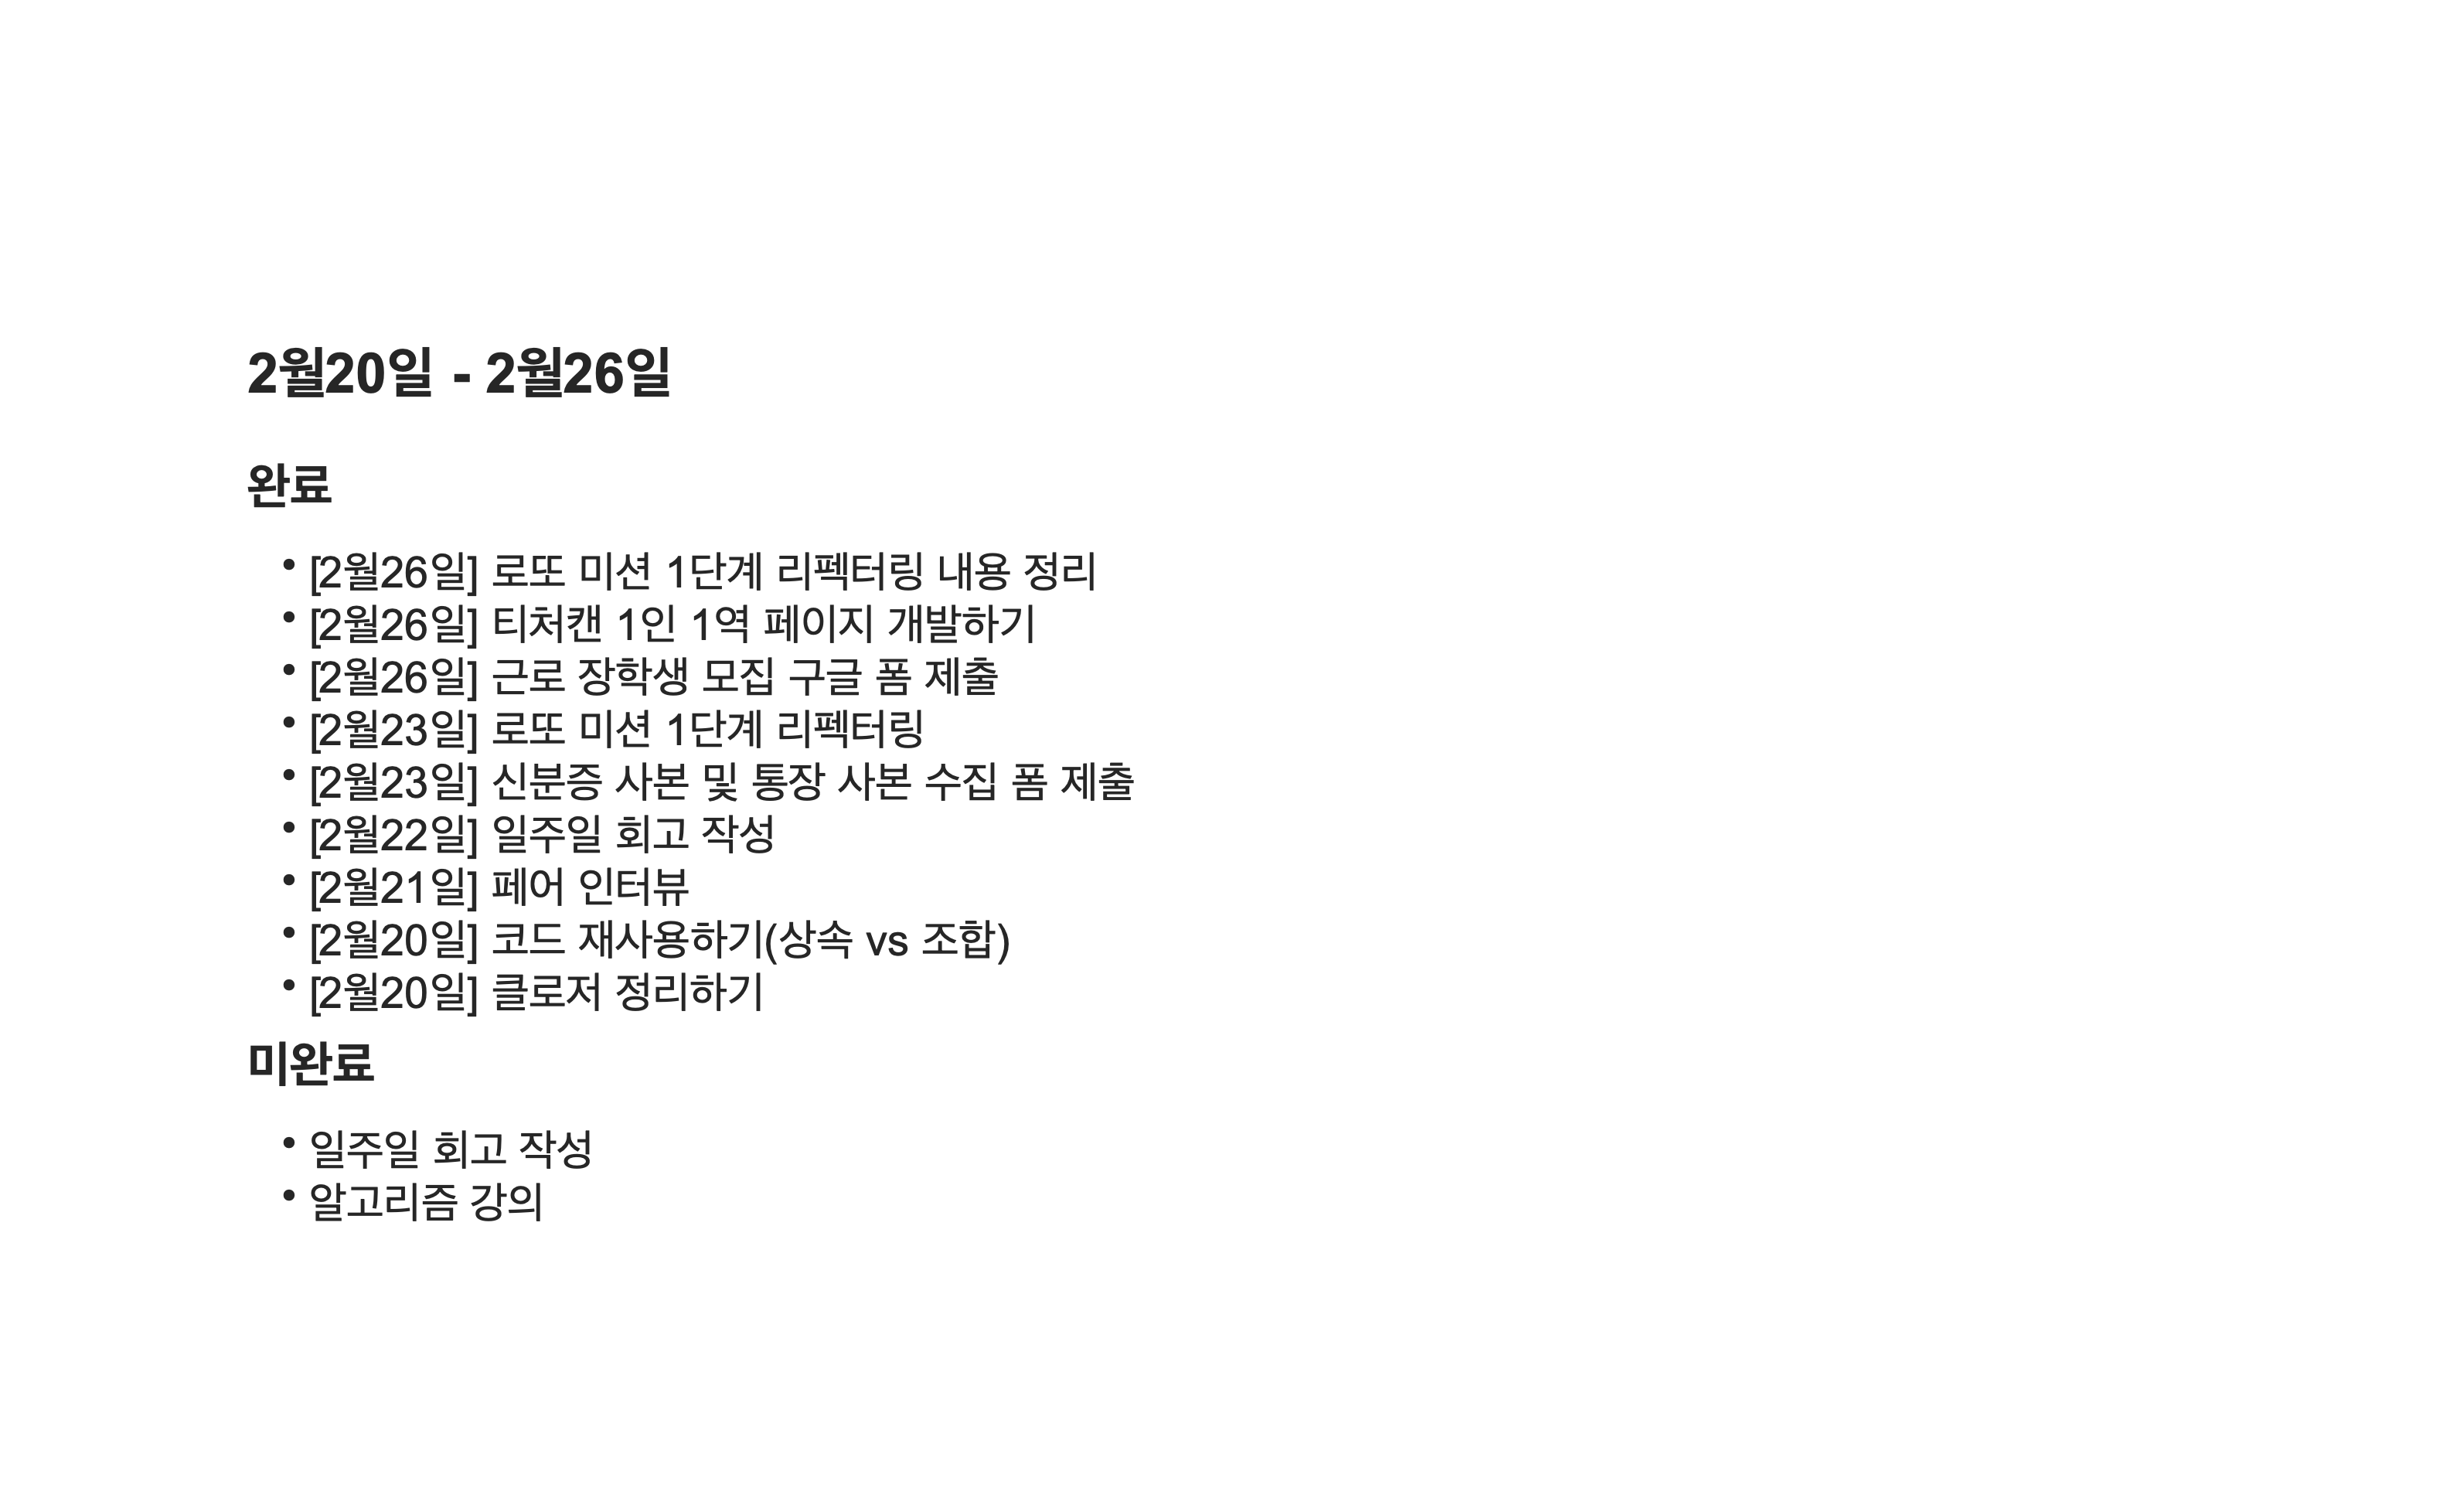 2월20일 - 2월26일
완료
• [2월26일] 로또 미션 1단계 리팩터링 내용 정리
• [2월26일] 티처캔 1인 1역 페이지 개발하기
• [2월26일] 근로 장학생 모집 구글 폼 제출
• [2월23일] 로또 미션 1단계 리팩터링
• [2월23일] 신분증 사본 및 통장 사본 수집 폼 제출
• [2월22일] 일주일 회고 작성
• [2월21일] 페어 인터뷰
• [2월20일] 코드 재사용하기(상속 vs 조합)
• [2월20일] 클로저 정리하기
미완료
• 일주일 회고 작성
• 알고리즘 강의